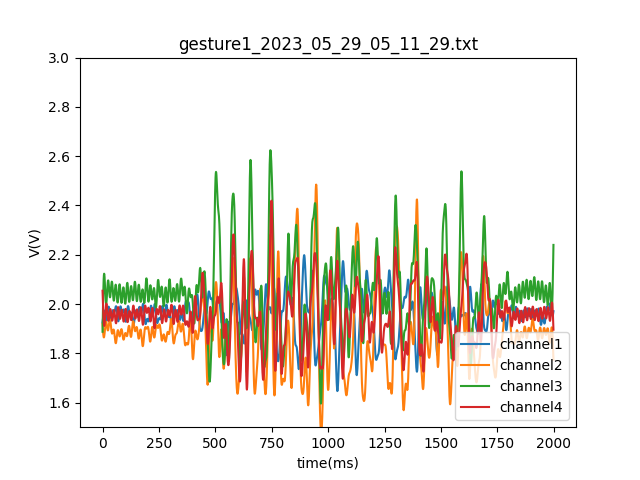 gesture1_2023_05_29_05_11_29.txt
3.0
2.8
2.6
2.4
2.2
2.0
1.8
1.6
V(V)
channel1
channel2
channel3
channel4
0 250 500 750 1000 1250 1500 1750 2000
time(ms)